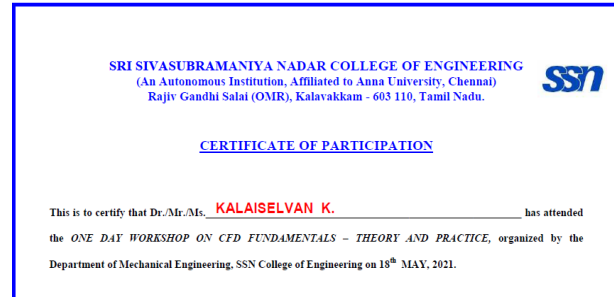 SRI SIVASUBRAMANIYA NADAR COLLEGE OF ENGINEERING
(An Autonomous Institution, Affiliated to Anna University, Chennai)
Rajiv Gandhi Salai (OMR), Kalavakkam - 603 110, Tamil Nadu.
ssn
CERTIFICATE OF PARTICIPATION
This is to certify that Dr./Mr./Ms. KALAISELVAN K. has attended
the ONE DAY WORKSHOP ON CFD FUNDAMENTALS – THEORY AND PRACTICE, organized by the
Department of Mechanical Engineering, SSN College of Engineering on 18th MAY, 2021.